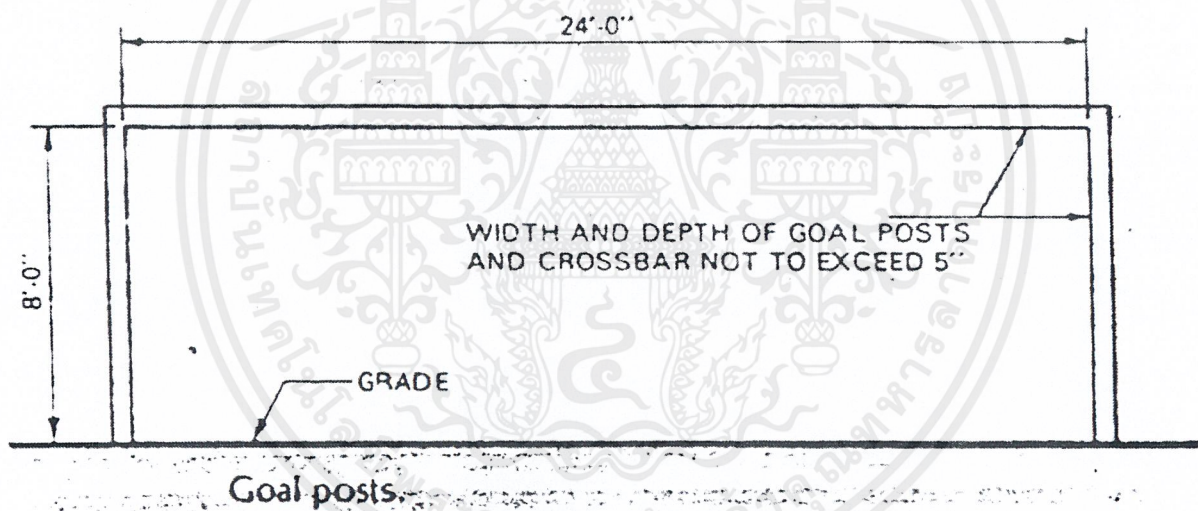 24'-0"
8'-0"
WIDTH AND DEPTH OF GOAL POSTS
AND CROSSBAR NOT TO EXCEED 5"
GRADE
Goal posts.